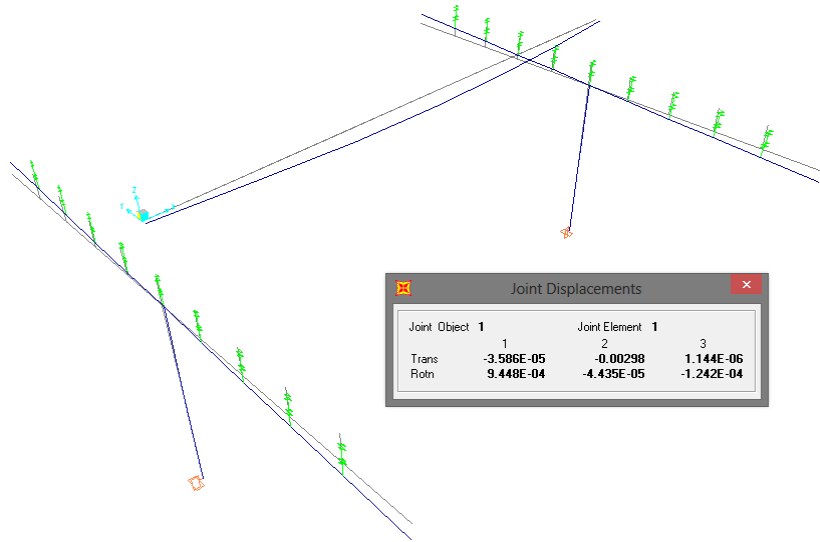 Z
Y
Joint Displacements
Joint Object 1 Joint Element 1
1 2 3
Trans -3.586E-05 -0.00298 1.144E-06
Rotn 9.448E-04 -4.435E-05 -1.242E-04